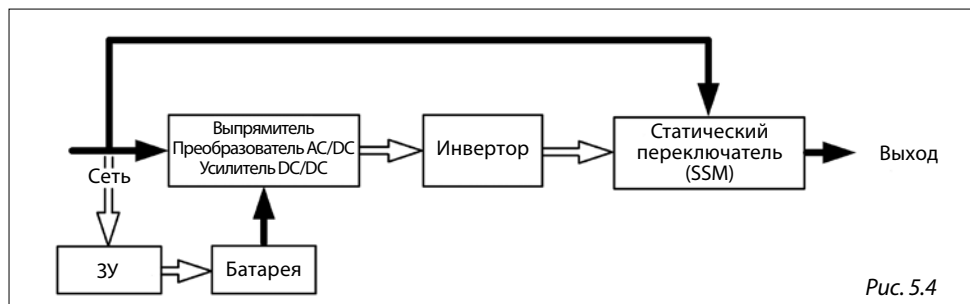 Выпрямитель
Преобразователь AC/DC
Усилитель DC/DC
Инвертор
Статический
переключатель
(SSM)
Выход
Сеть
ЗУ
Батарея
Рис. 5.4